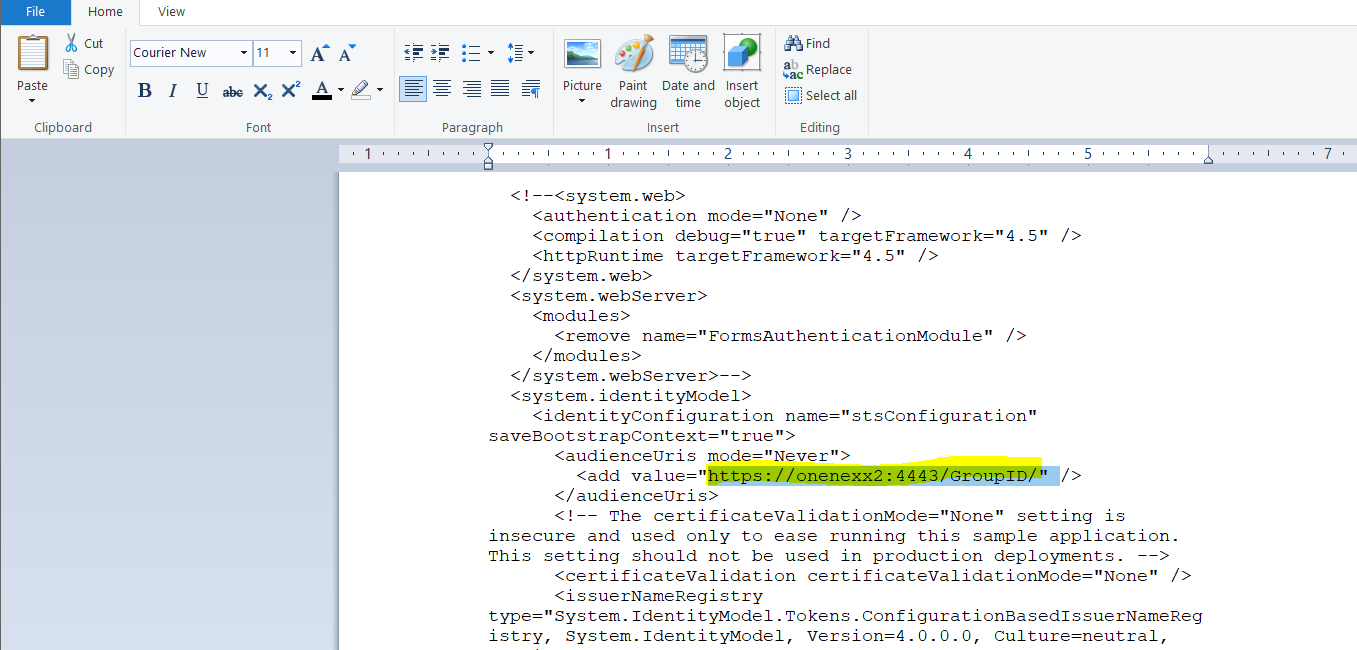 File Home View
Paste
Cut
Copy
Clipboard
Courier New 11 A A
B I U abc X₂ X² A
Font
Paragraph
Picture
Paint drawing
Date and time
Insert object
Insert
Find
Replace
Select all
Editing
1 1 2 3 4 5 7
<!--<system.web>
<authentication mode="None" />
<compilation debug="true" targetFramework="4.5" />
<httpRuntime targetFramework="4.5" />
</system.web>
<system.webServer>
<modules>
<remove name="FormsAuthenticationModule" />
</modules>
</system.webServer>-->
<system.identityModel>
<identityConfiguration name="stsConfiguration"
saveBootstrapContext="true">
<audienceUris mode="Never">
<add value="https://onenexx2:4443/GroupID/" />
</audienceUris>
<!-- The certificateValidationMode="None" setting is
insecure and used only to ease running this sample application.
This setting should not be used in production deployments. -->
<certificateValidation certificateValidationMode="None" />
<issuerNameRegistry
type="System.IdentityModel.Tokens.ConfigurationBasedIssuerNameReg
istry, System.IdentityModel, Version=4.0.0.0, Culture=neutral,